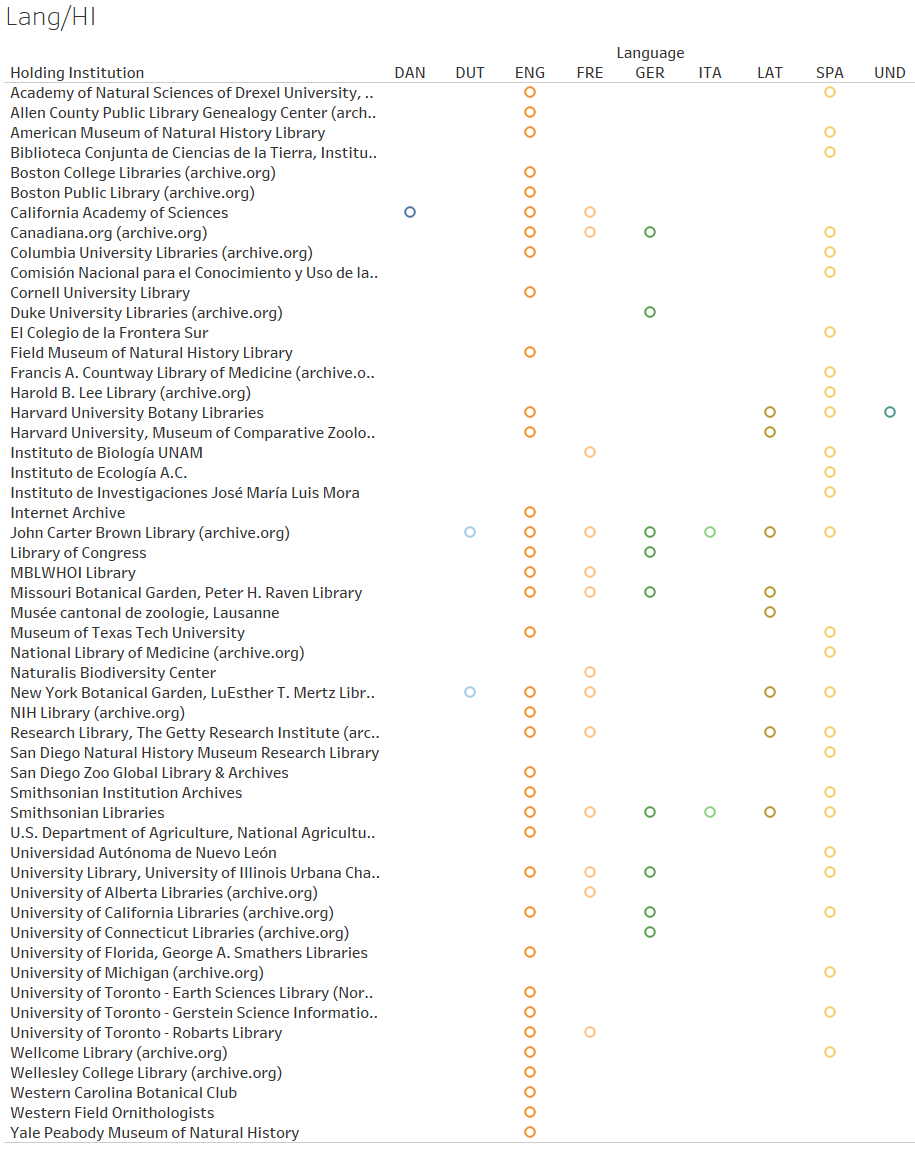 Lang/HI
Language
Holding Institution DAN DUT ENG FRE GER ITA LAT SPA UND
Academy of Natural Sciences of Drexel University, ..
Allen County Public Library Genealogy Center (arch..
American Museum of Natural History Library
Biblioteca Conjunta de Ciencias de la Tierra, Institu..
Boston College Libraries (archive.org)
Boston Public Library (archive.org)
California Academy of Sciences
Canadiana.org (archive.org)
Columbia University Libraries (archive.org)
Comisión Nacional para el Conocimiento y Uso de la..
Cornell University Library
Duke University Libraries (archive.org)
El Colegio de la Frontera Sur
Field Museum of Natural History Library
Francis A. Countway Library of Medicine (archive.o..
Harold B. Lee Library (archive.org)
Harvard University Botany Libraries
Harvard University, Museum of Comparative Zoolo..
Instituto de Biología UNAM
Instituto de Ecología A.C.
Instituto de Investigaciones José María Luis Mora
Internet Archive
John Carter Brown Library (archive.org)
Library of Congress
MBLWHOI Library
Missouri Botanical Garden, Peter H. Raven Library
Musée cantonal de zoologie, Lausanne
Museum of Texas Tech University
National Library of Medicine (archive.org)
Naturalis Biodiversity Center
New York Botanical Garden, LuEsther T. Mertz Libr..
NIH Library (archive.org)
Research Library, The Getty Research Institute (arc..
San Diego Natural History Museum Research Library
San Diego Zoo Global Library & Archives
Smithsonian Institution Archives
Smithsonian Libraries
U.S. Department of Agriculture, National Agricultu..
Universidad Autónoma de Nuevo León
University Library, University of Illinois Urbana Cha..
University of Alberta Libraries (archive.org)
University of California Libraries (archive.org)
University of Connecticut Libraries (archive.org)
University of Florida, George A. Smathers Libraries
University of Michigan (archive.org)
University of Toronto - Earth Sciences Library (Nor..
University of Toronto - Gerstein Science Informatio..
University of Toronto - Robarts Library
Wellcome Library (archive.org)
Wellesley College Library (archive.org)
Western Carolina Botanical Club
Western Field Ornithologists
Yale Peabody Museum of Natural History